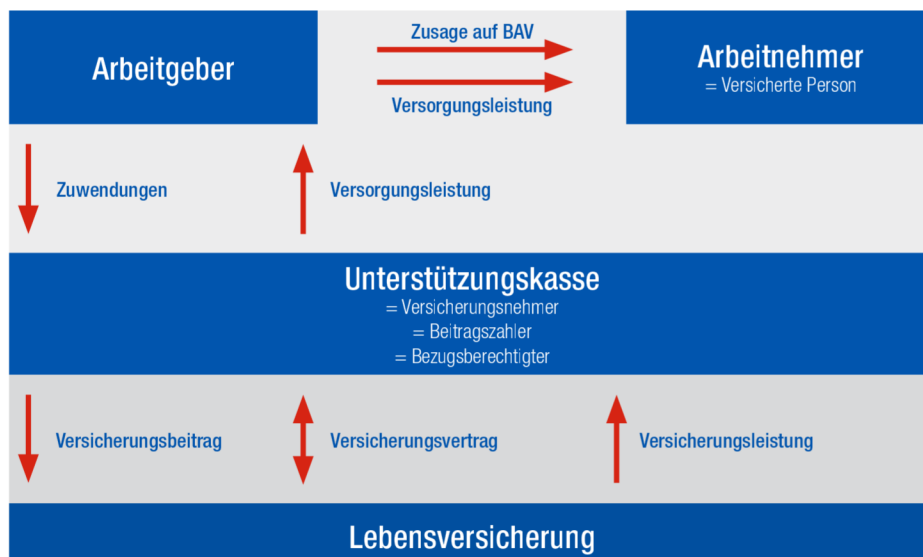 Arbeitgeber
Zusage auf BAV
Versorgungsleistung
Arbeitnehmer
= Versicherte Person
Zuwendungen
Versorgungsleistung
Unterstützungskasse
= Versicherungsnehmer
= Beitragszahler
= Bezugsberechtigter
Versicherungsbeitrag
Versicherungsvertrag
Versicherungsleistung
Lebensversicherung